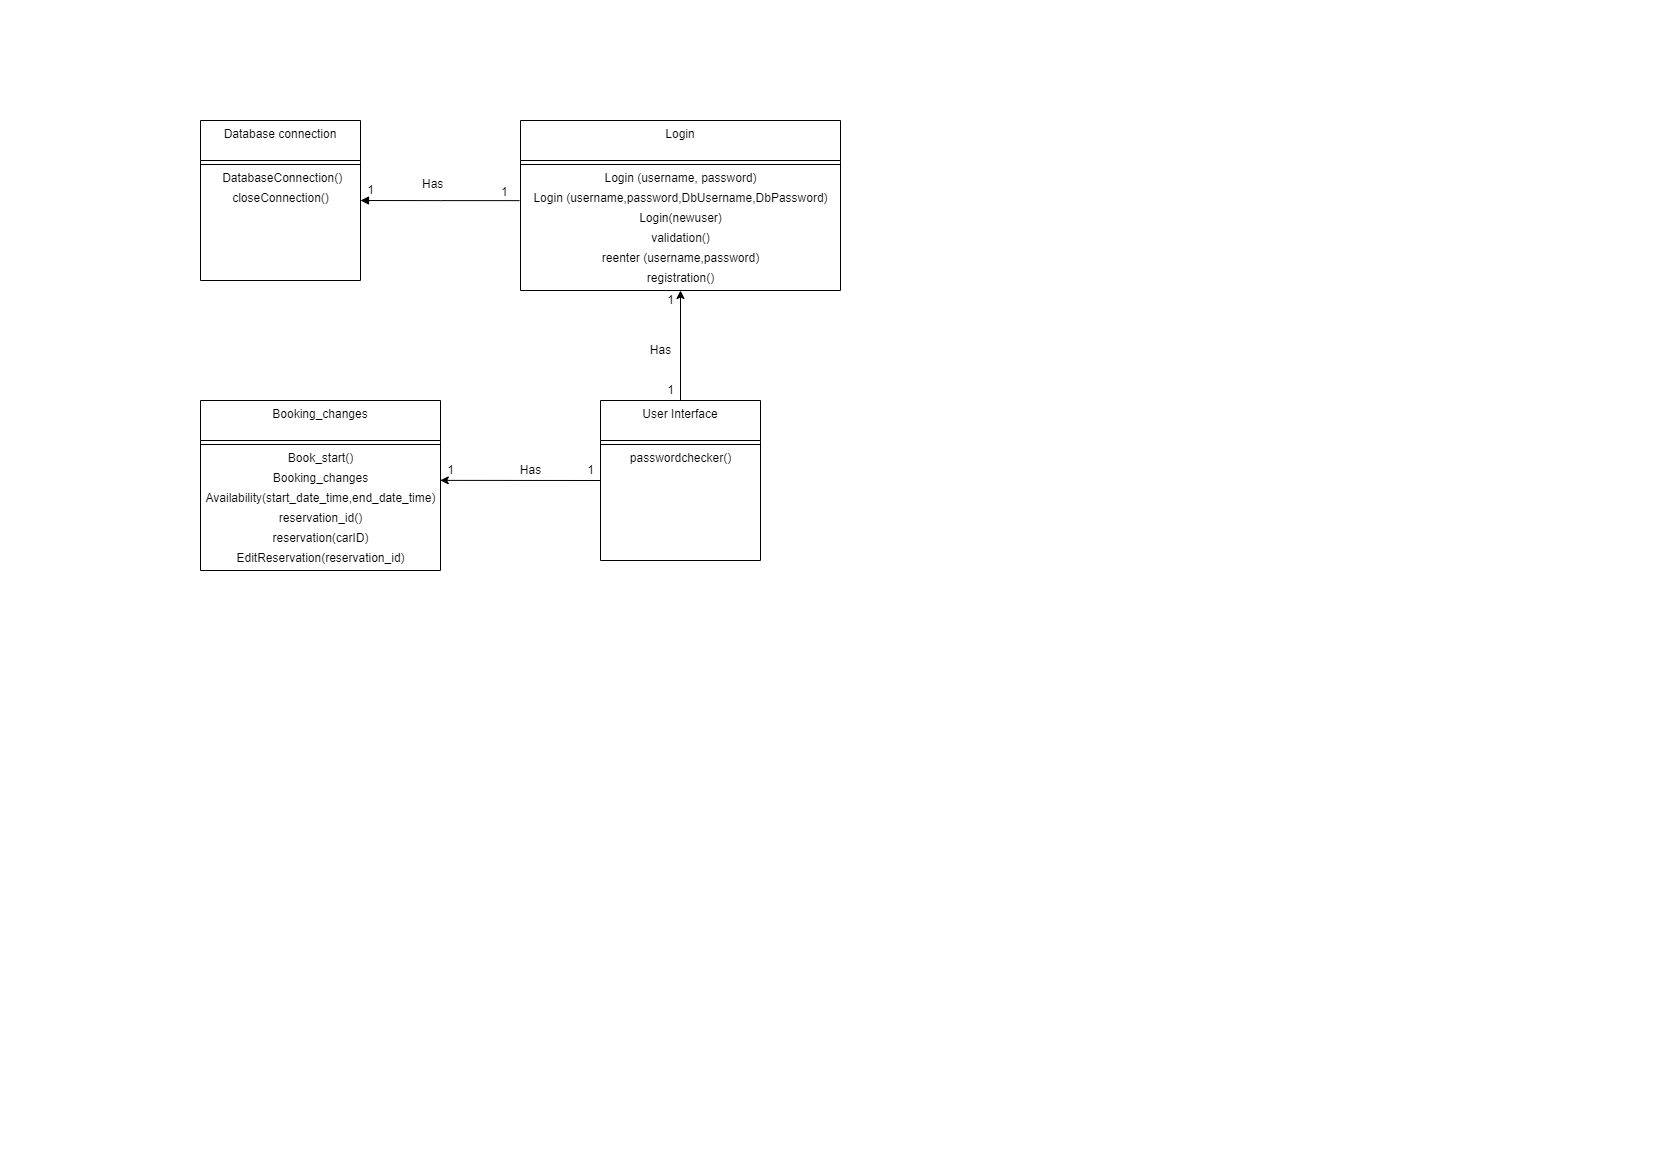 Database connection
DatabaseConnection()
closeConnection()
1
Has
1
Login
Login (username, password)
Login (username,password,DbUsername,DbPassword)
Login(newuser)
validation()
reenter (username,password)
registration()
1
Has
1
Booking_changes
Book_start()
Booking_changes
Availability(start_date_time,end_date_time)
reservation_id()
reservation(carID)
EditReservation(reservation_id)
1
Has
1
User Interface
passwordchecker()